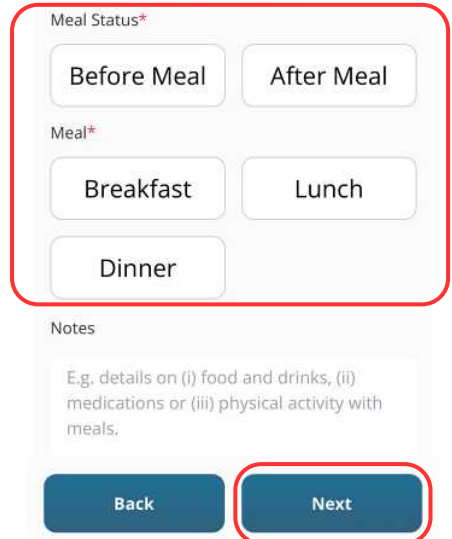 Meal Status*
Before Meal After Meal
Meal*
Breakfast Lunch
Dinner
Notes
E.g. details on (i) food and drinks, (ii)
medications or (iii) physical activity with
meals.
Back Next